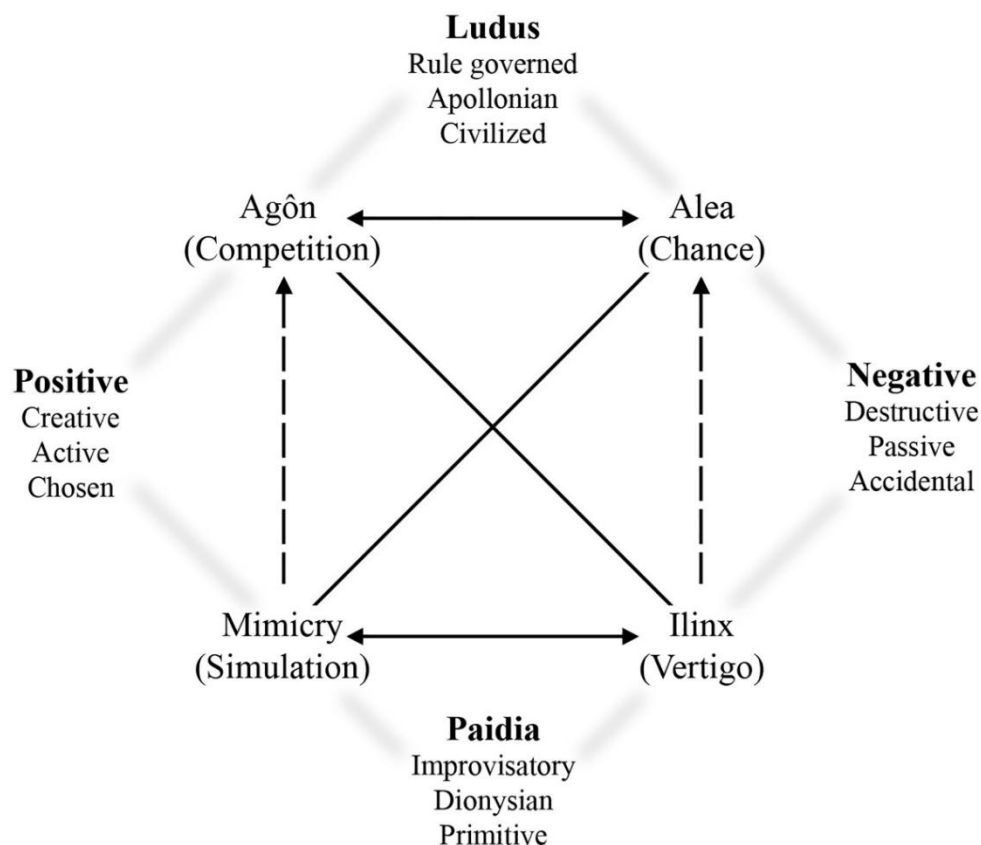 Ludus
Rule governed
Apollonian
Civilized
Agôn
(Competition)
Alea
(Chance)
Positive
Creative
Active
Chosen
Negative
Destructive
Passive
Accidental
Mimicry
(Simulation)
Ilinx
(Vertigo)
Paidia
Improvisatory
Dionysian
Primitive